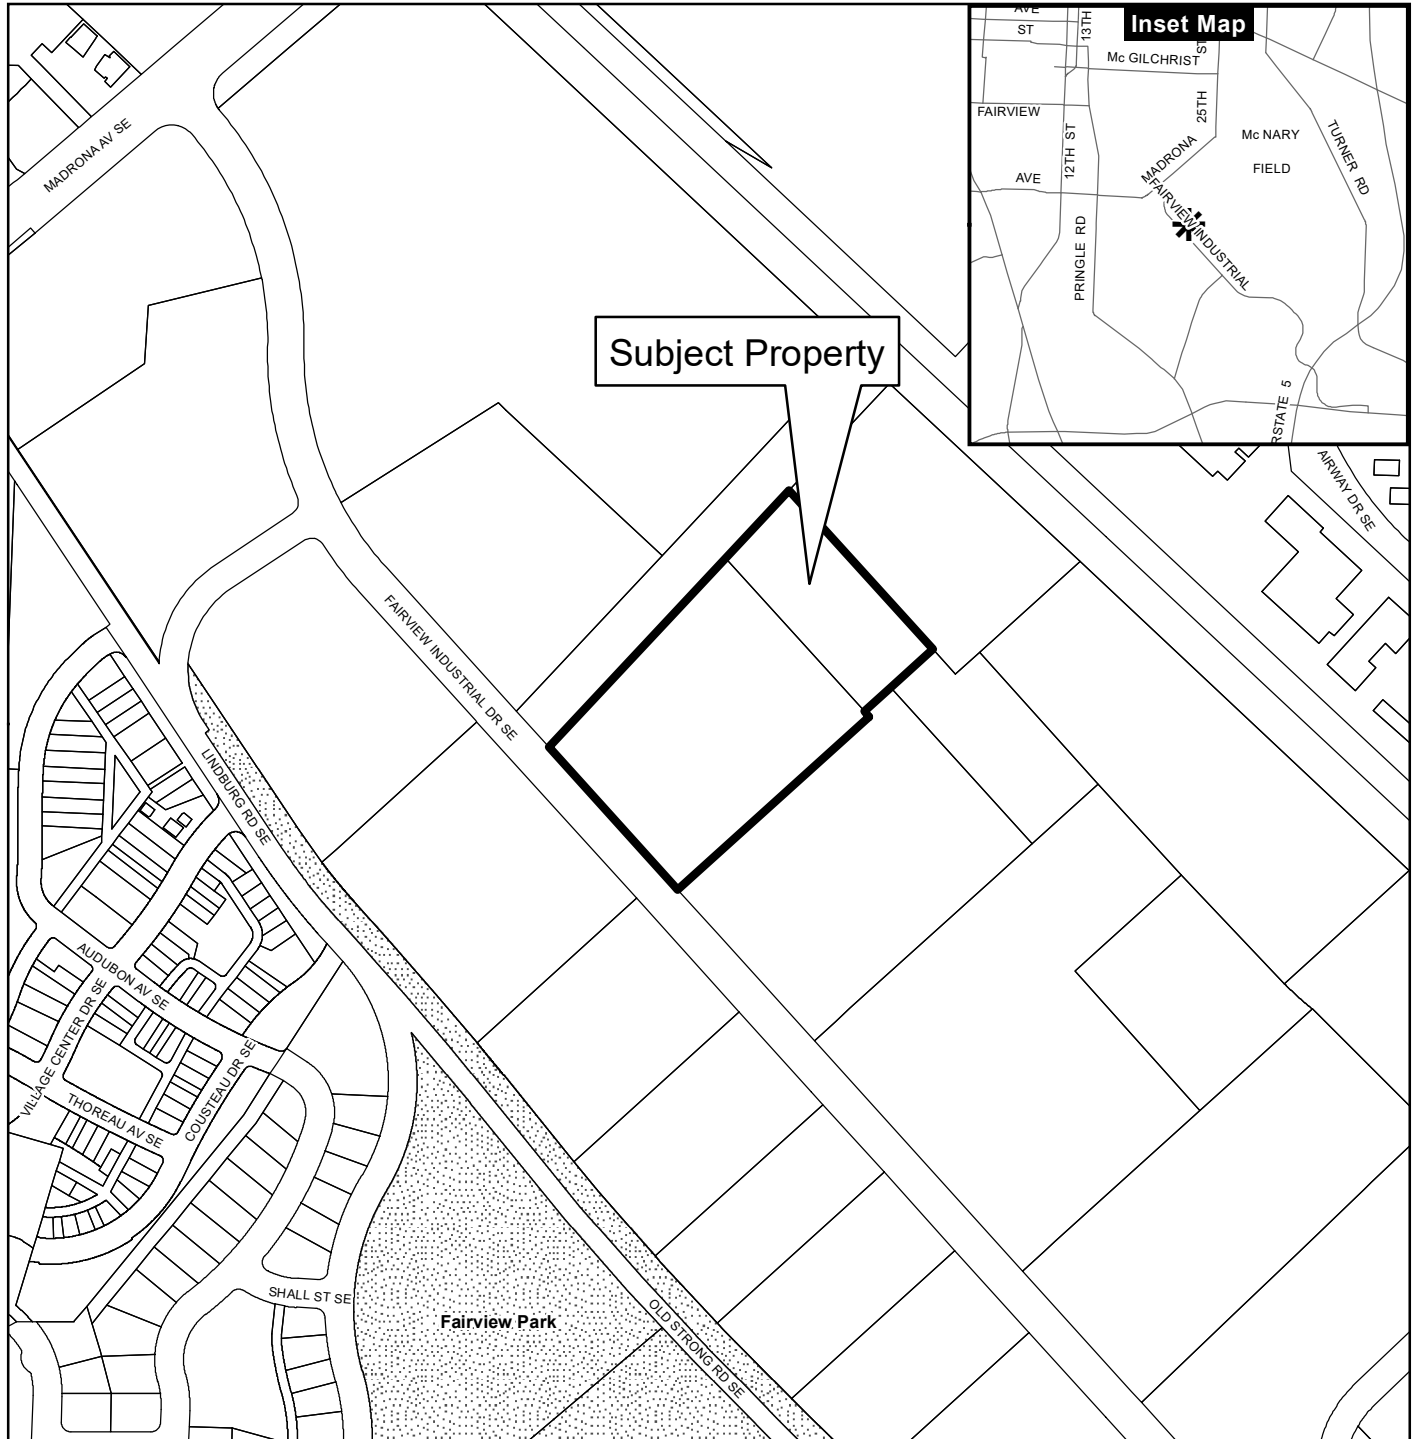 Inset Map
AVE
ST
13TH
Mc GILCHRIST
ST
25TH
FAIRVIEW
12TH ST
MADRONA
Mc NARY
FIELD
TURNER RD
AVE
FAIRVIEW INDUSTRIAL
PRINGLE RD
RSTATE 5
MADRONA AV SE
Subject Property
AIRWAY DR SE
FAIRVIEW INDUSTRIAL DR SE
LINDBURG RD SE
AUDUBON AV SE
VILLAGE CENTER DR SE
COUSTEAU DR SE
THOREAU AV SE
SHALL ST SE
Fairview Park
OLD STRONG RD SE